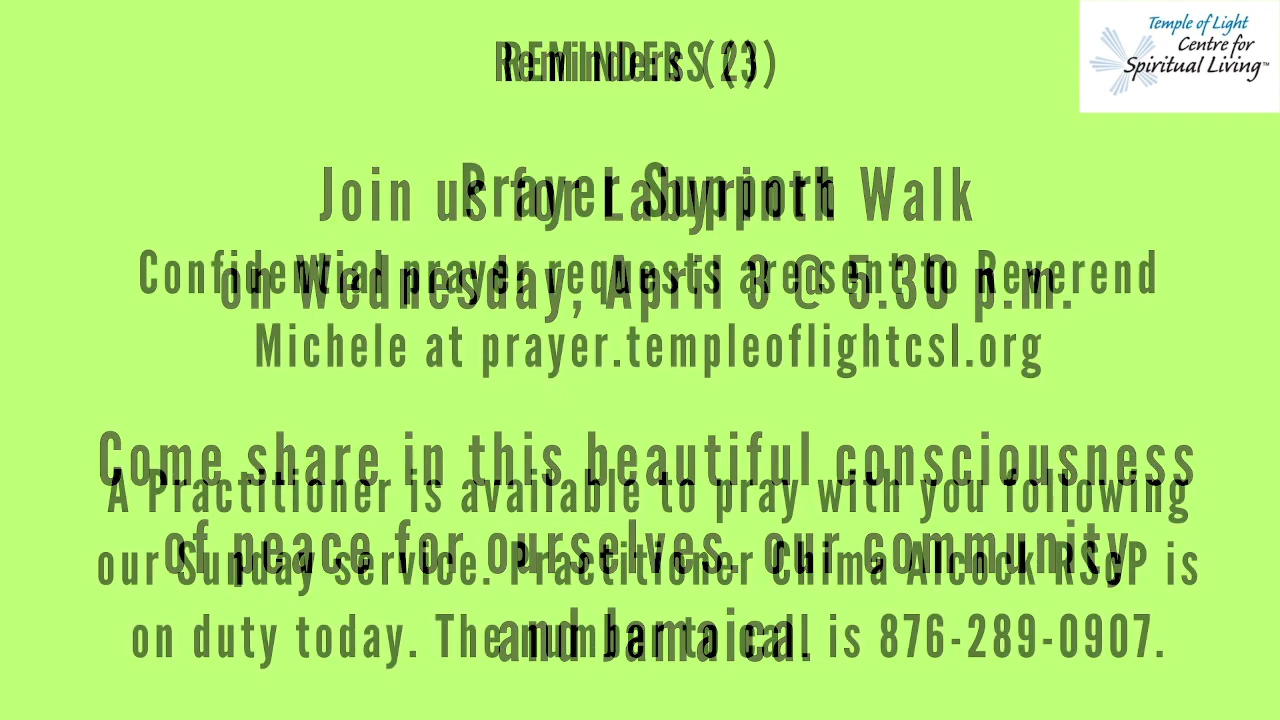 Temple of Light
Centre for
Spiritual Living™
Join us for Labyrinth Walk
on Wednesday, April 3 @ 5.30 p.m.
Come share in this beautiful consciousness
of peace for ourselves, our community
and Jamaica.
Prayer Support
Confidential prayer requests are sent to Reverend
Michele at prayer.templeoflightcsl.org
A Practitioner is available to pray with you following
our Sunday service. Practitioner Chima Alcock RScP is
on duty today. The number to call is 876-289-0907.